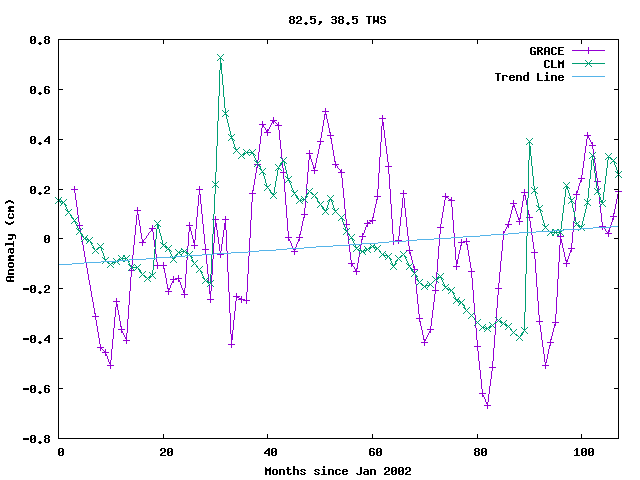 82.5, 38.5 TWS
GRACE
CLM
Trend Line
0.8
0.6
0.4
0.2
0
-0.2
-0.4
-0.6
-0.8
Anomaly (cm)
0 20 40 60 80 100
Months since Jan 2002